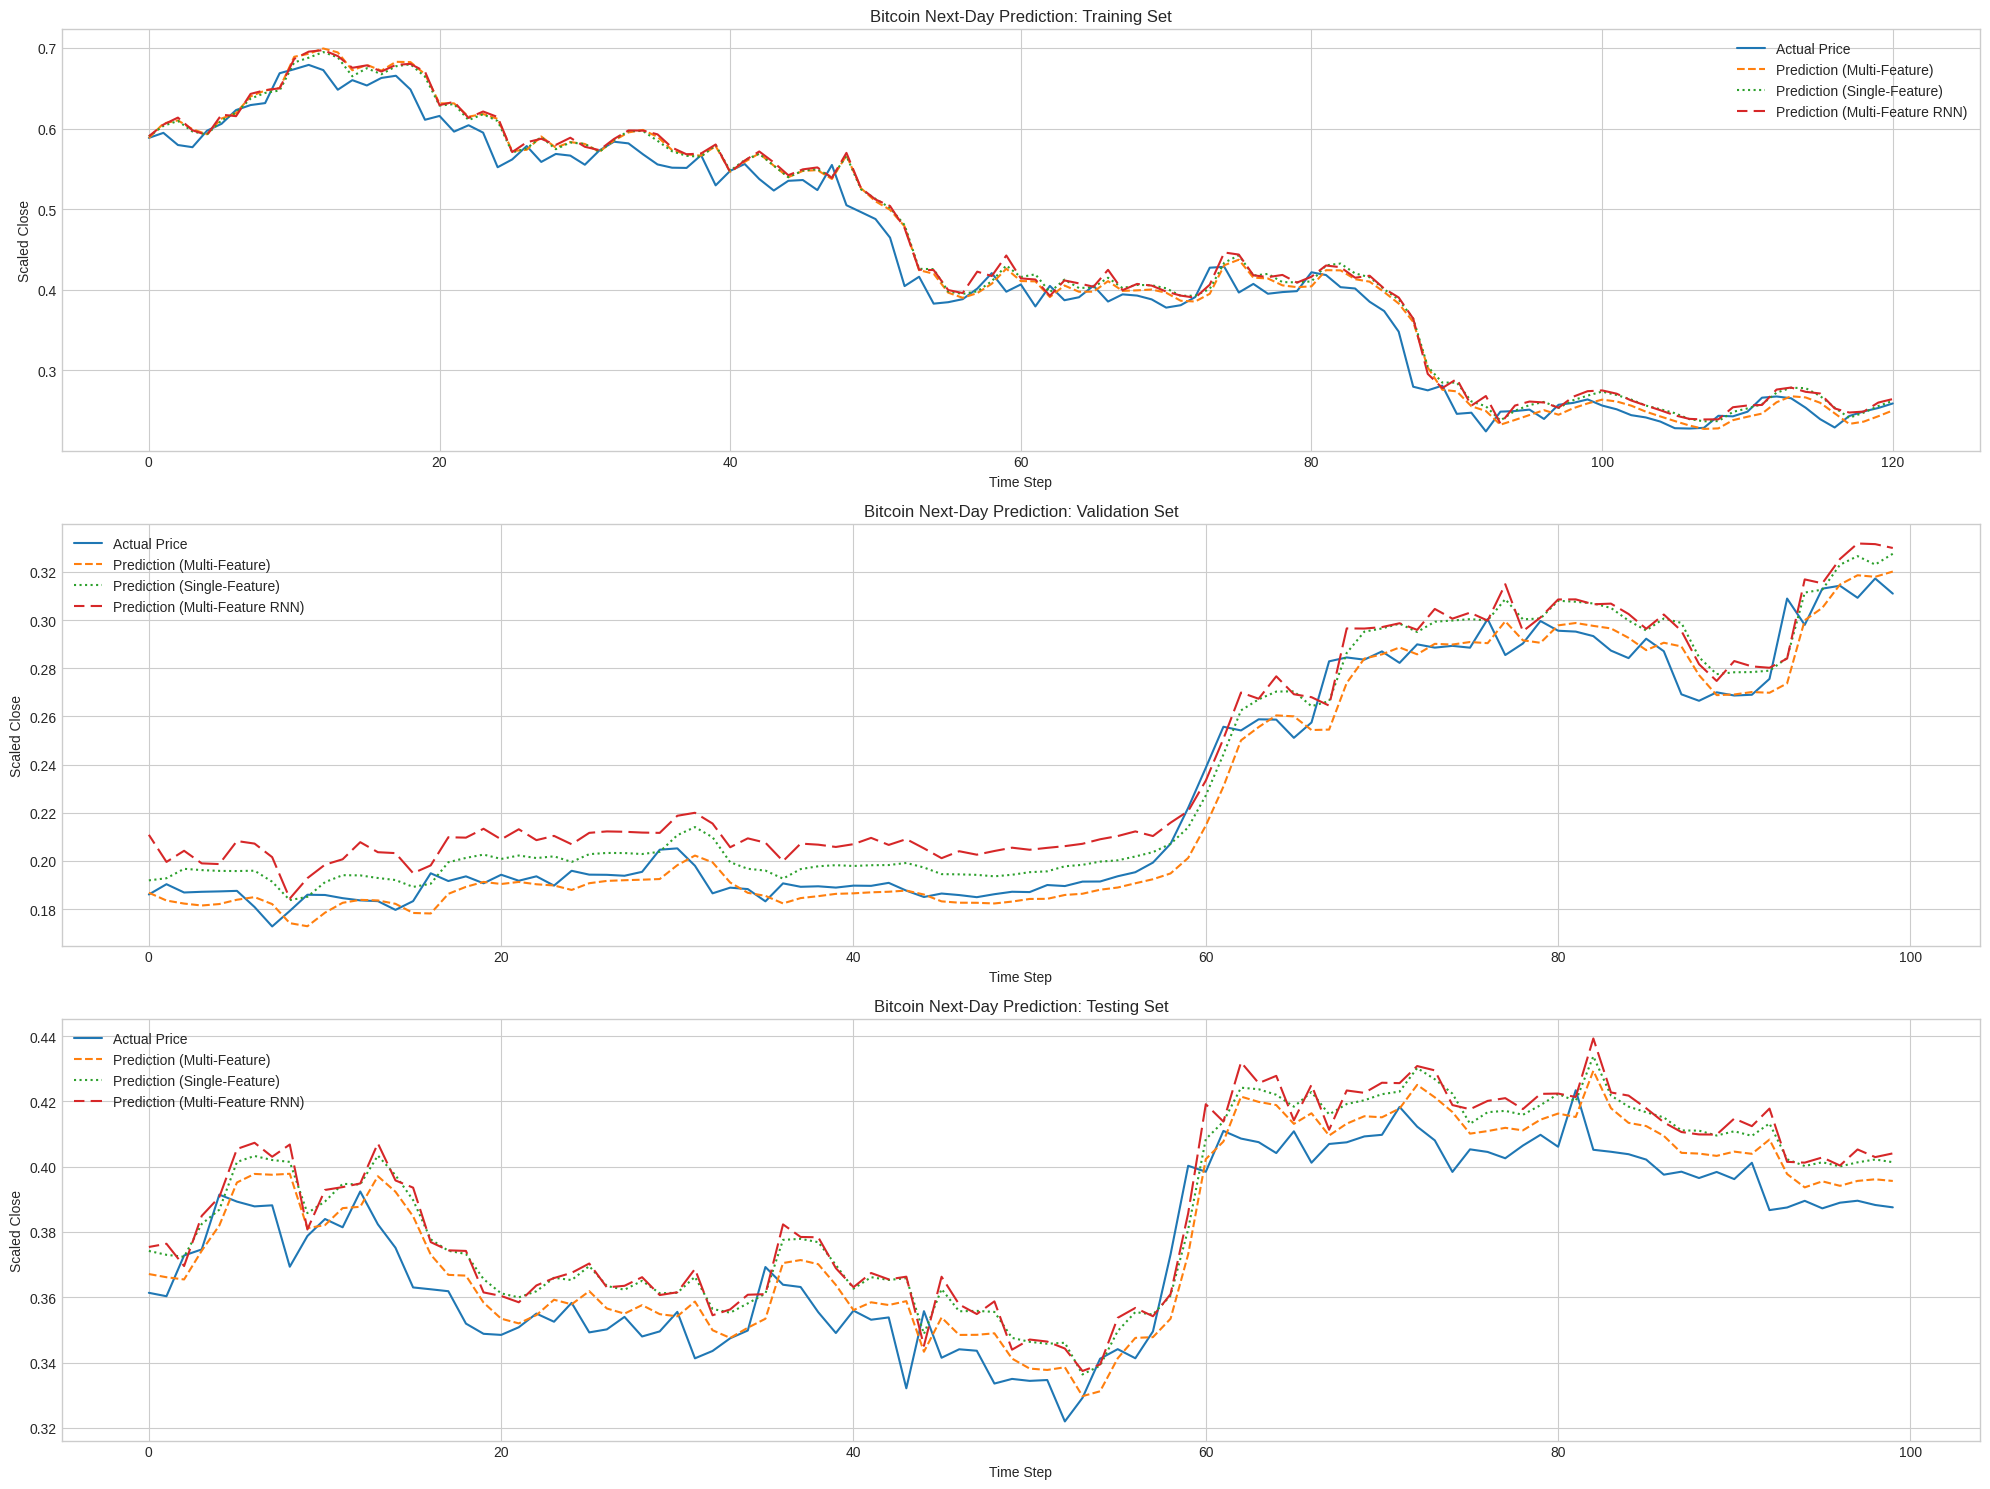 Bitcoin Next-Day Prediction: Training Set
Actual Price
Prediction (Multi-Feature)
Prediction (Single-Feature)
Prediction (Multi-Feature RNN)
Scaled Close
0.7
0.6
0.5
0.4
0.3
0 20 40 60 80 100 120
Time Step
Bitcoin Next-Day Prediction: Validation Set
Actual Price
Prediction (Multi-Feature)
Prediction (Single-Feature)
Prediction (Multi-Feature RNN)
Scaled Close
0.32
0.30
0.28
0.26
0.24
0.22
0.20
0.18
0 20 40 60 80 100
Time Step
Bitcoin Next-Day Prediction: Testing Set
Actual Price
Prediction (Multi-Feature)
Prediction (Single-Feature)
Prediction (Multi-Feature RNN)
Scaled Close
0.44
0.42
0.40
0.38
0.36
0.34
0.32
0 20 40 60 80 100
Time Step